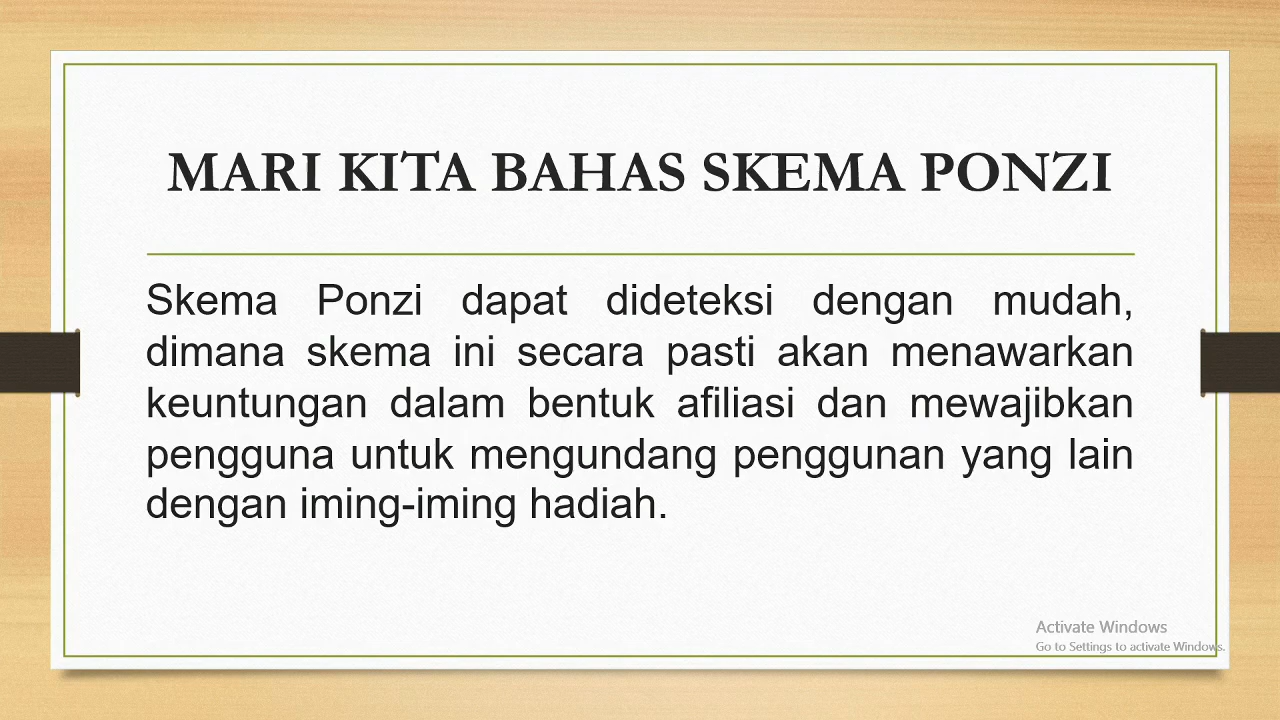 MARI KITA BAHAS SKEMA PONZI
Skema Ponzi dapat dideteksi dengan mudah,
dimana skema ini secara pasti akan menawarkan
keuntungan dalam bentuk afiliasi dan mewajibkan
pengguna untuk mengundang penggunan yang lain
dengan iming-iming hadiah.
Activate Windows
Go to Settings to activate Windows.